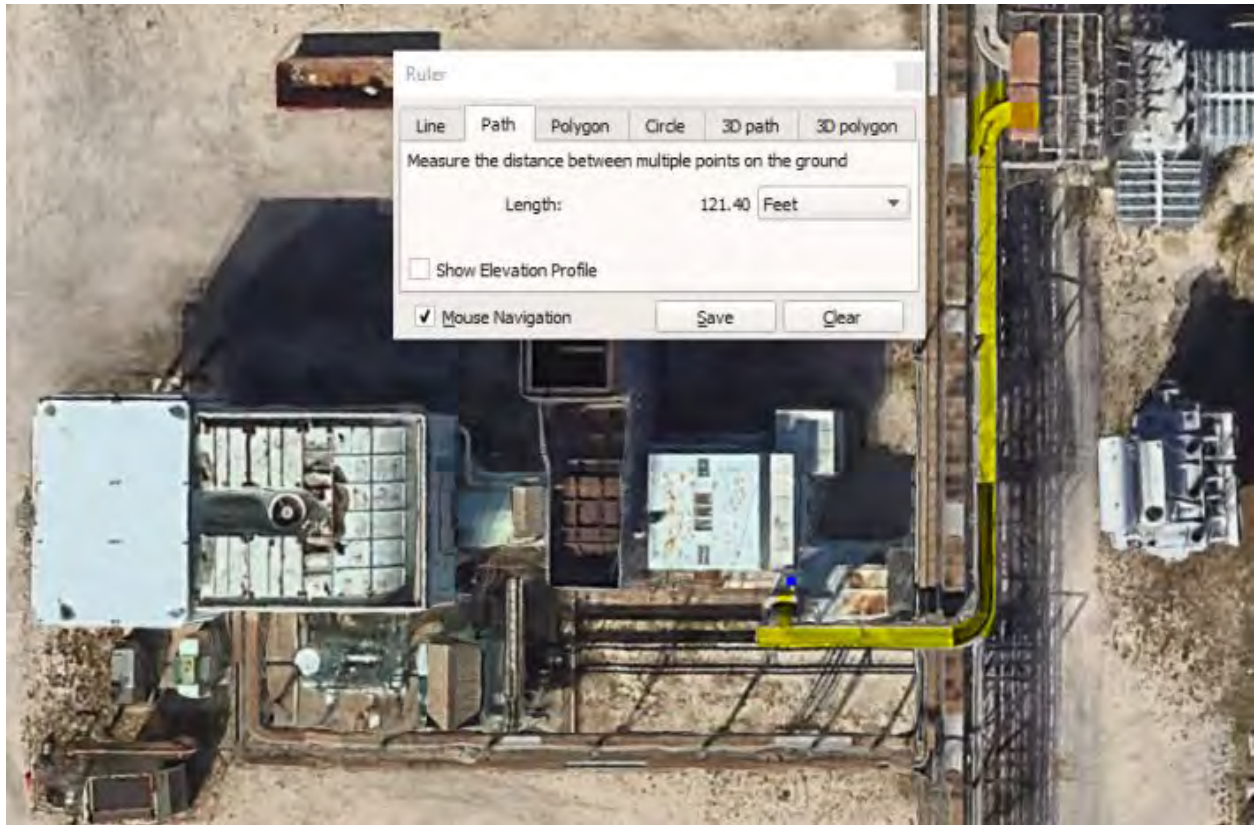 Ruler
Line Path Polygon Circle 3D path 3D polygon
Measure the distance between multiple points on the ground
Length: 121.40 Feet
Show Elevation Profile
Mouse Navigation Save Clear